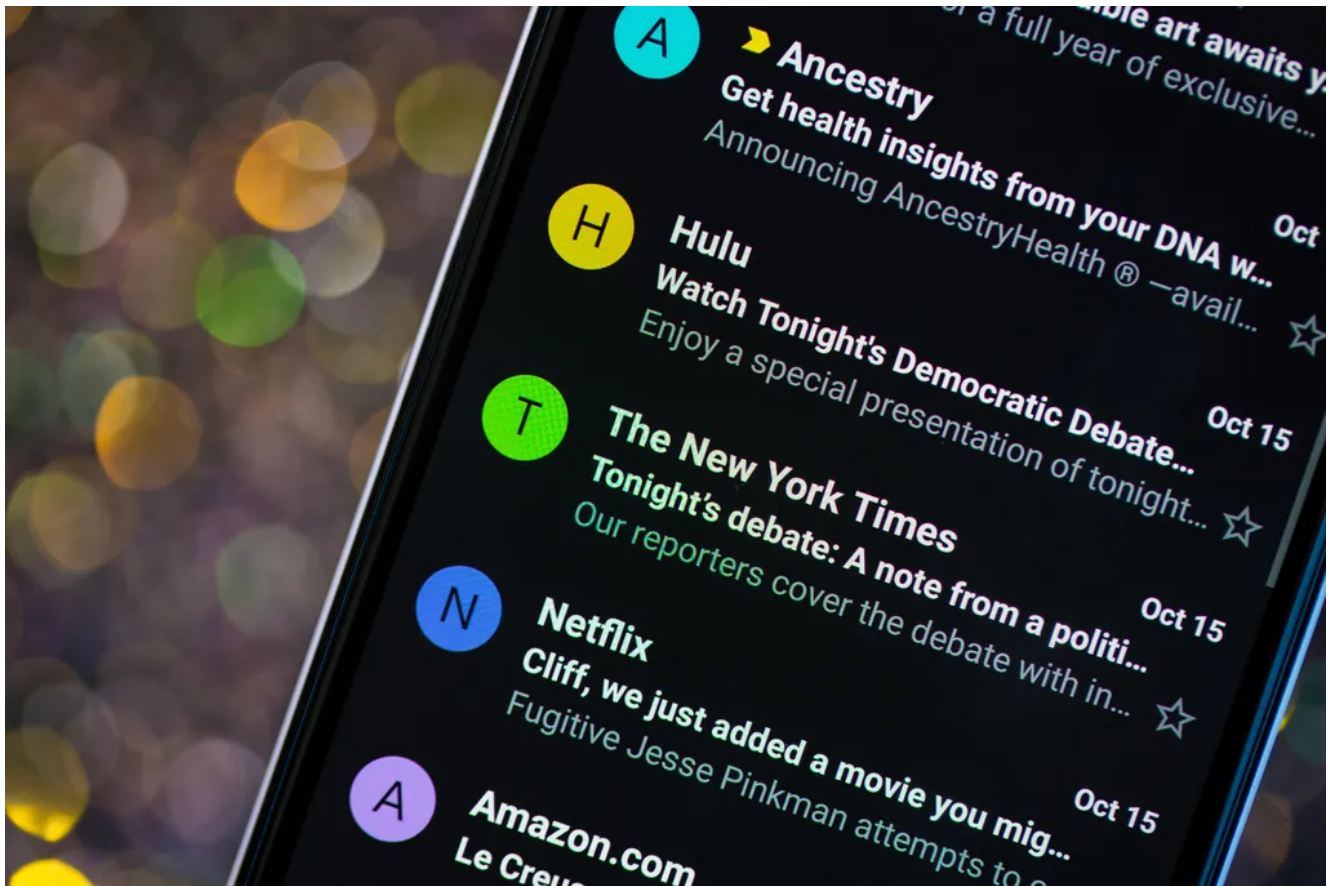 art awaits y...
a full year of exclusive...
A
Ancestry
Get health insights from your DNA w...
Announcing AncestryHealth ® –avail...
Oct
H
Hulu
Watch Tonight's Democratic Debate...
Enjoy a special presentation of tonight...
Oct 15
T
The New York Times
Tonight's debate: A note from a politi...
Our reporters cover the debate with in...
Oct 15
N
Netflix
Cliff, we just added a movie you mig...
Fugitive Jesse Pinkman attempts to
Oct 15
A
Amazon.com
Le